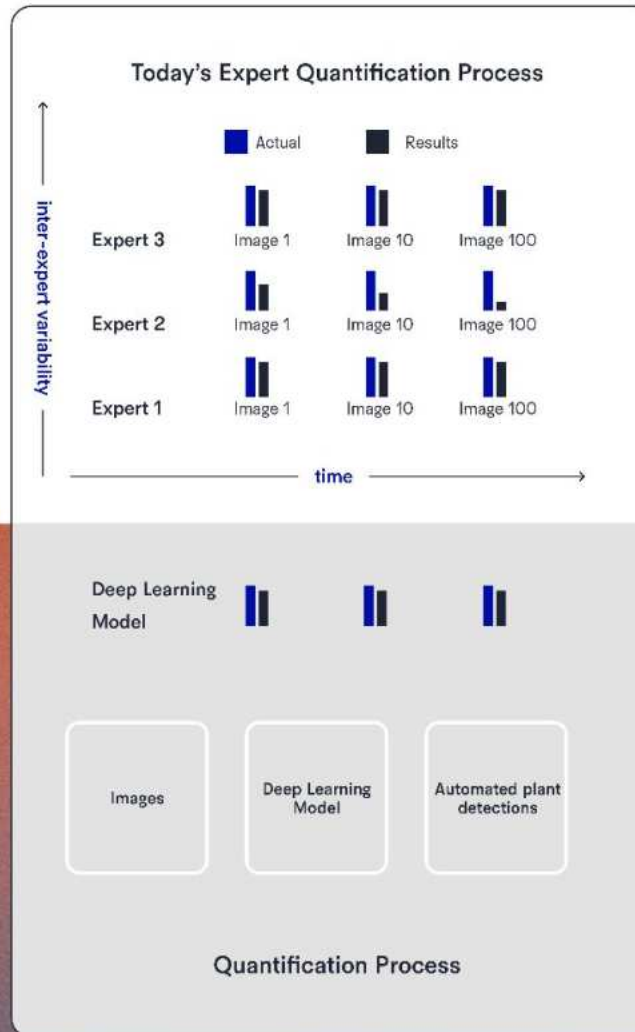 Today's Expert Quantification Process
Actual
Results
inter-expert variability
Expert 3
Image 1
Image 10
Image 100
Expert 2
Image 1
Image 10
Image 100
Expert 1
Image 1
Image 10
Image 100
time
Deep Learning
Model
Images
Deep Learning
Model
Automated plant
detections
Quantification Process